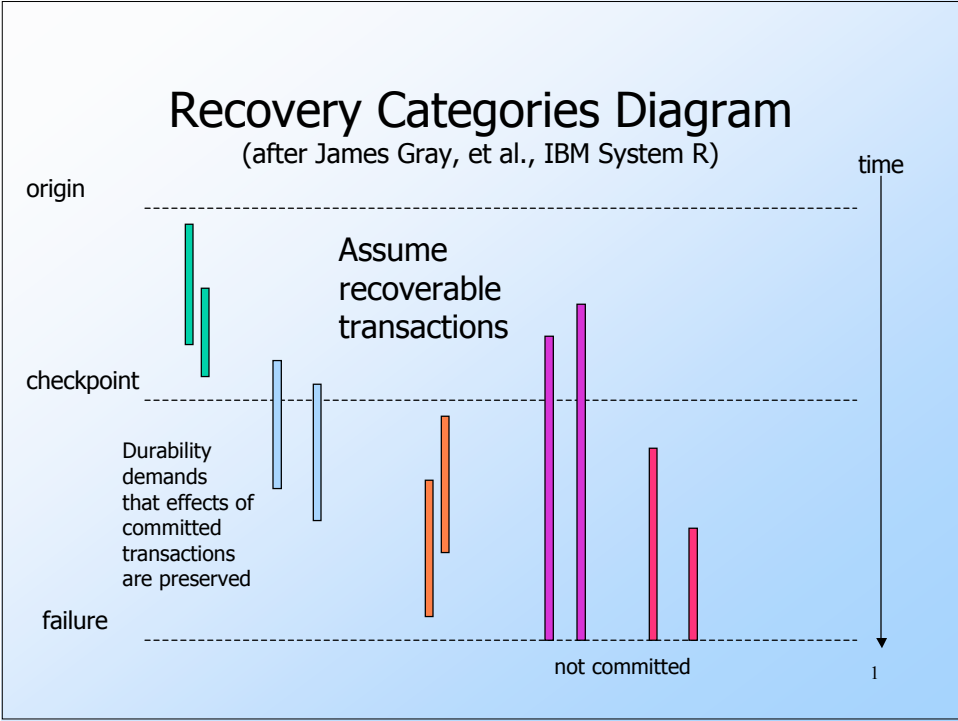 Recovery Categories Diagram
(after James Gray, et al., IBM System R)
time
origin
Assume
recoverable
transactions
checkpoint
Durability
demands
that effects of
committed
transactions
are preserved
failure
not committed
1